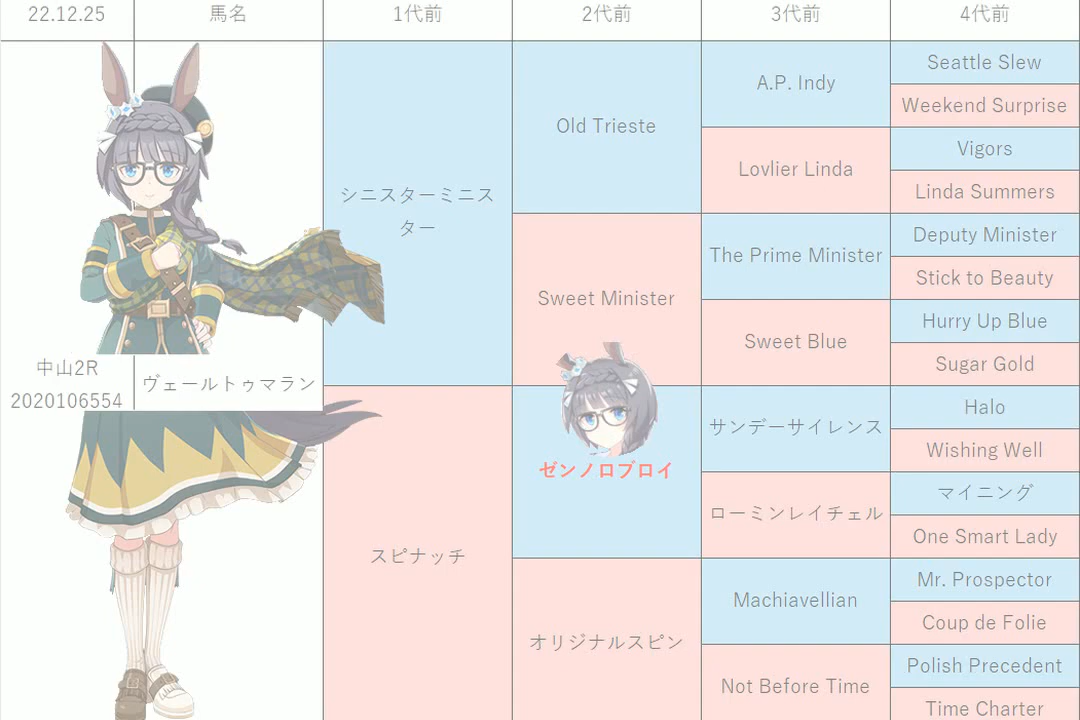 22.12.25
馬名
1代前
2代前
3代前
4代前
中山2R
2020106554
ヴェールトゥマラン
シニスターミニス
ター
スピナッチ
Old Trieste
Sweet Minister
ゼンノロブロイ
オリジナルスピン
A.P. Indy
Lovlier Linda
The Prime Minister
Sweet Blue
サンデーサイレンス
ローミンレイチェル
Machiavellian
Not Before Time
Seattle Slew
Weekend Surprise
Vigors
Linda Summers
Deputy Minister
Stick to Beauty
Hurry Up Blue
Sugar Gold
Halo
Wishing Well
マイニング
One Smart Lady
Mr. Prospector
Coup de Folie
Polish Precedent
Time Charter